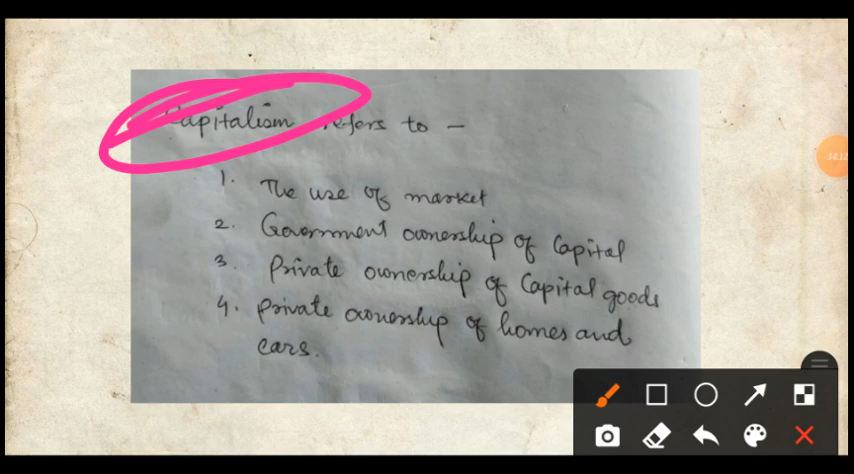 Capitalism refers to –
1. The use of market
2. Government ownership of Capital
3. Private ownership of Capital goods
4. private ownership of homes and
cars.